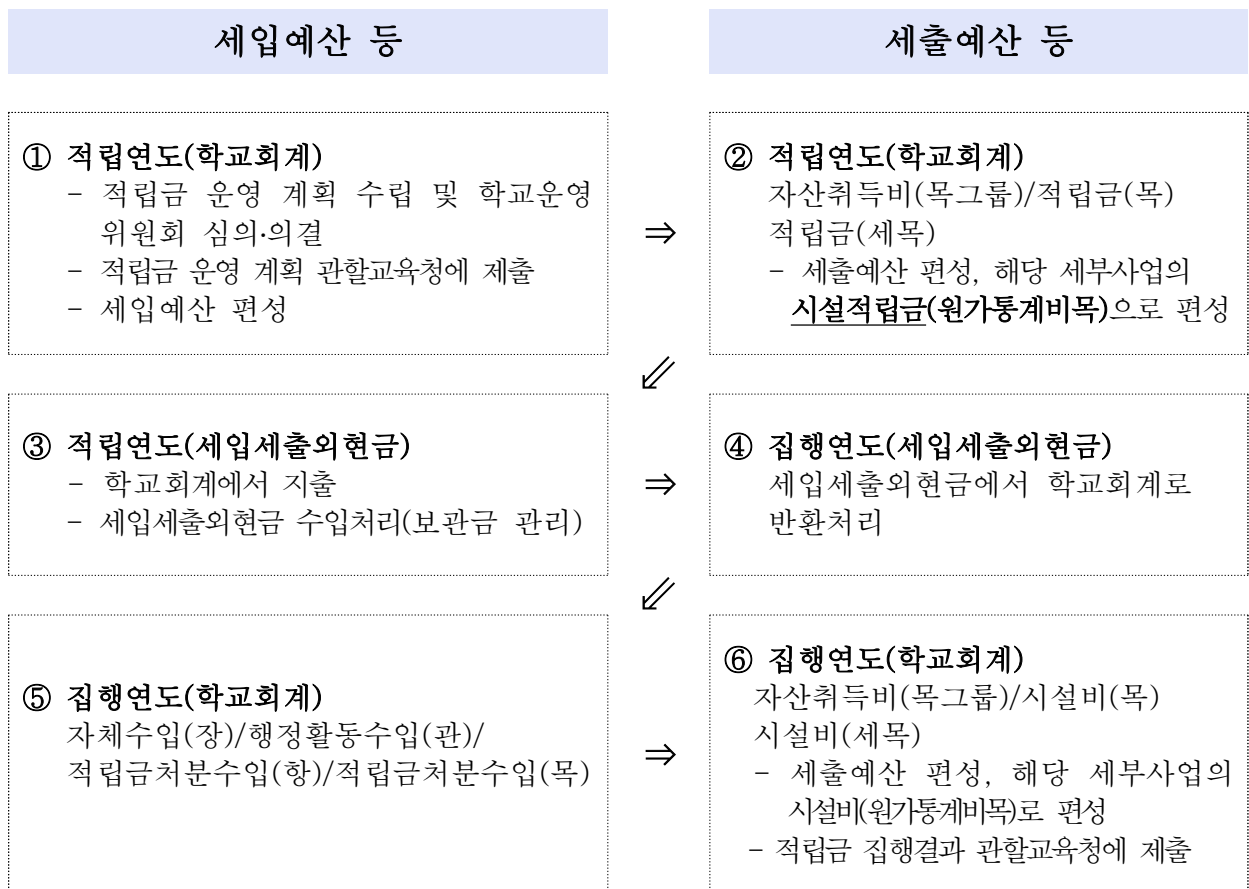 세입예산 등
세출예산 등
① 적립연도(학교회계)
- 적립금 운영 계획 수립 및 학교운영
위원회 심의·의결
- 적립금 운영 계획 관할교육청에 제출
- 세입예산 편성
⇒
② 적립연도(학교회계)
자산취득비(목그룹)/적립금(목)
적립금(세목)
- 세출예산 편성, 해당 세부사업의
시설적립금(원가통계비목)으로 편성
⇙
③ 적립연도(세입세출외현금)
- 학교회계에서 지출
- 세입세출외현금 수입처리(보관금 관리)
⇒
④ 집행연도(세입세출외현금)
세입세출외현금에서 학교회계로
반환처리
⇙
⑤ 집행연도(학교회계)
자체수입(장)/행정활동수입(관)/
적립금처분수입(항)/적립금처분수입(목)
⇒
⑥ 집행연도(학교회계)
자산취득비(목그룹)/시설비(목)
시설비(세목)
- 세출예산 편성, 해당 세부사업의
시설비(원가통계비목)로 편성
- 적립금 집행결과 관할교육청에 제출